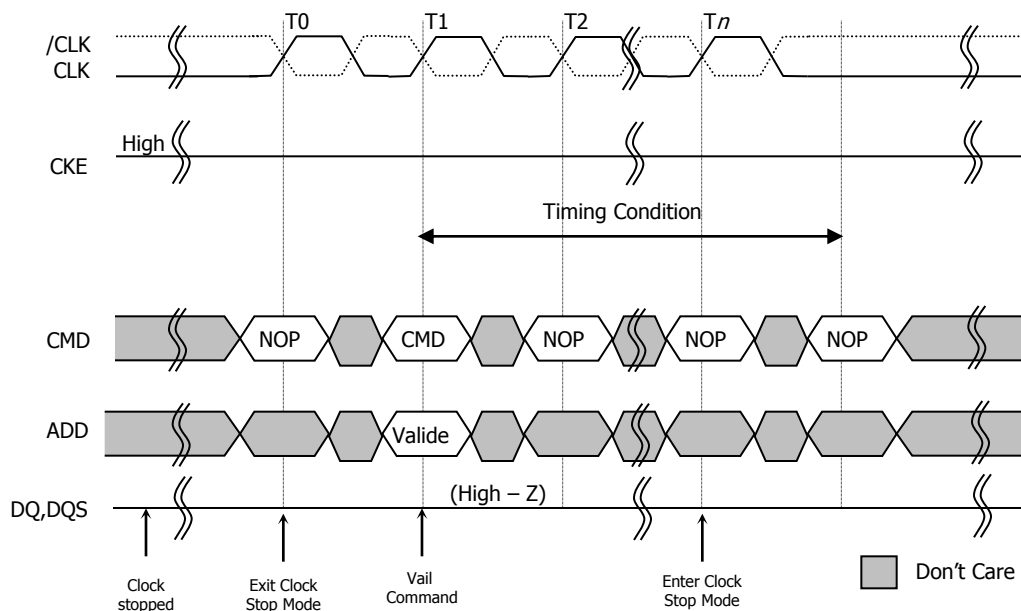 T0 T1 T2 Tn
/CLK
CLK
High
CKE
Timing Condition
CMD NOP CMD NOP NOP NOP
ADD Valide
(High – Z)
DQ,DQS
Clock stopped
Exit Clock Stop Mode
Vail Command
Enter Clock Stop Mode
Don't Care